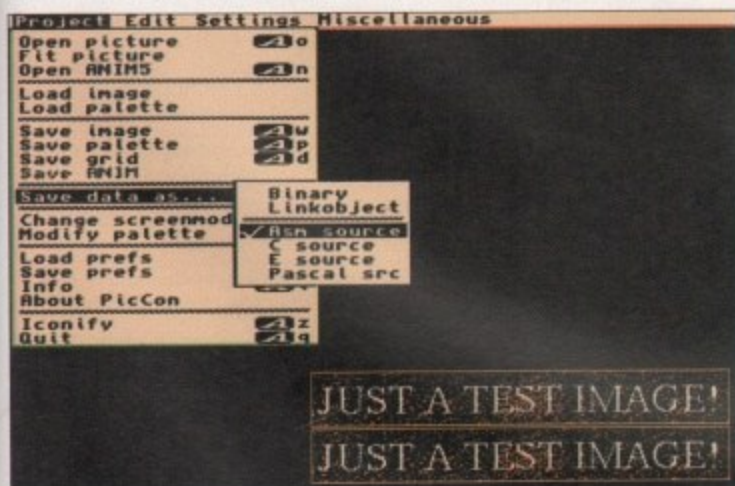 Project Edit Settings Miscellaneous
Open picture A o
Fit picture
Open ANIM5 A n
Load image
Load palette
Save image A w
Save palette A p
Save grid A d
Save ANIM
Save data as...
Binary
Linkobject
✓Asm source
C source
E source
Pascal src
Change screenmod
Modify palette
Load prefs
Save prefs
Info
About PicCon
Iconify A z
Quit A q
JUST A TEST IMAGE!
JUST A TEST IMAGE!